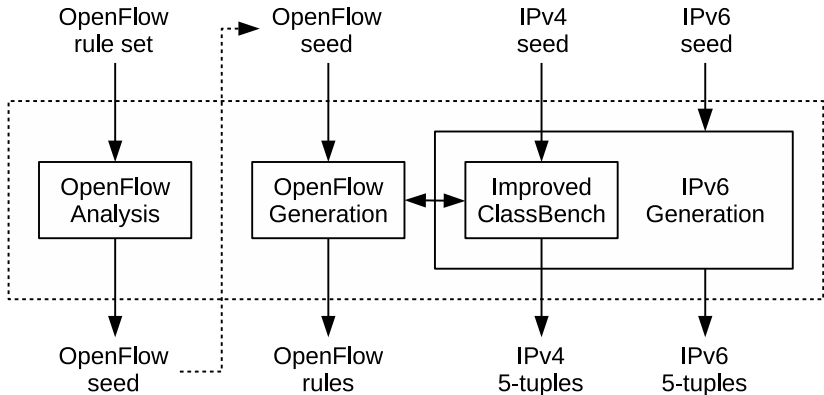 OpenFlow
rule set
OpenFlow
seed
IPv4
seed
IPv6
seed
OpenFlow
Analysis
OpenFlow
Generation
Improved
ClassBench
IPv6
Generation
OpenFlow
seed
OpenFlow
rules
IPv4
5-tuples
IPv6
5-tuples